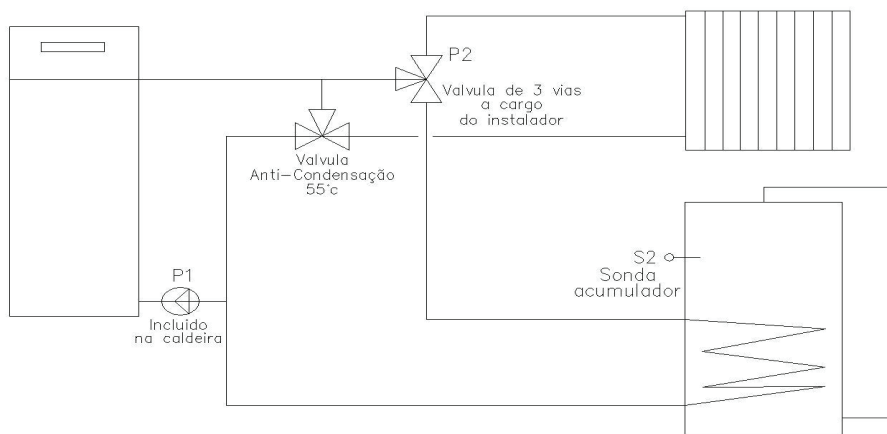 P2
Valvula de 3 vias
a cargo
do instalador
Valvula
Anti-Condensação
55°c
S2
Sonda
acumulador
P1
Incluido
na caldeira